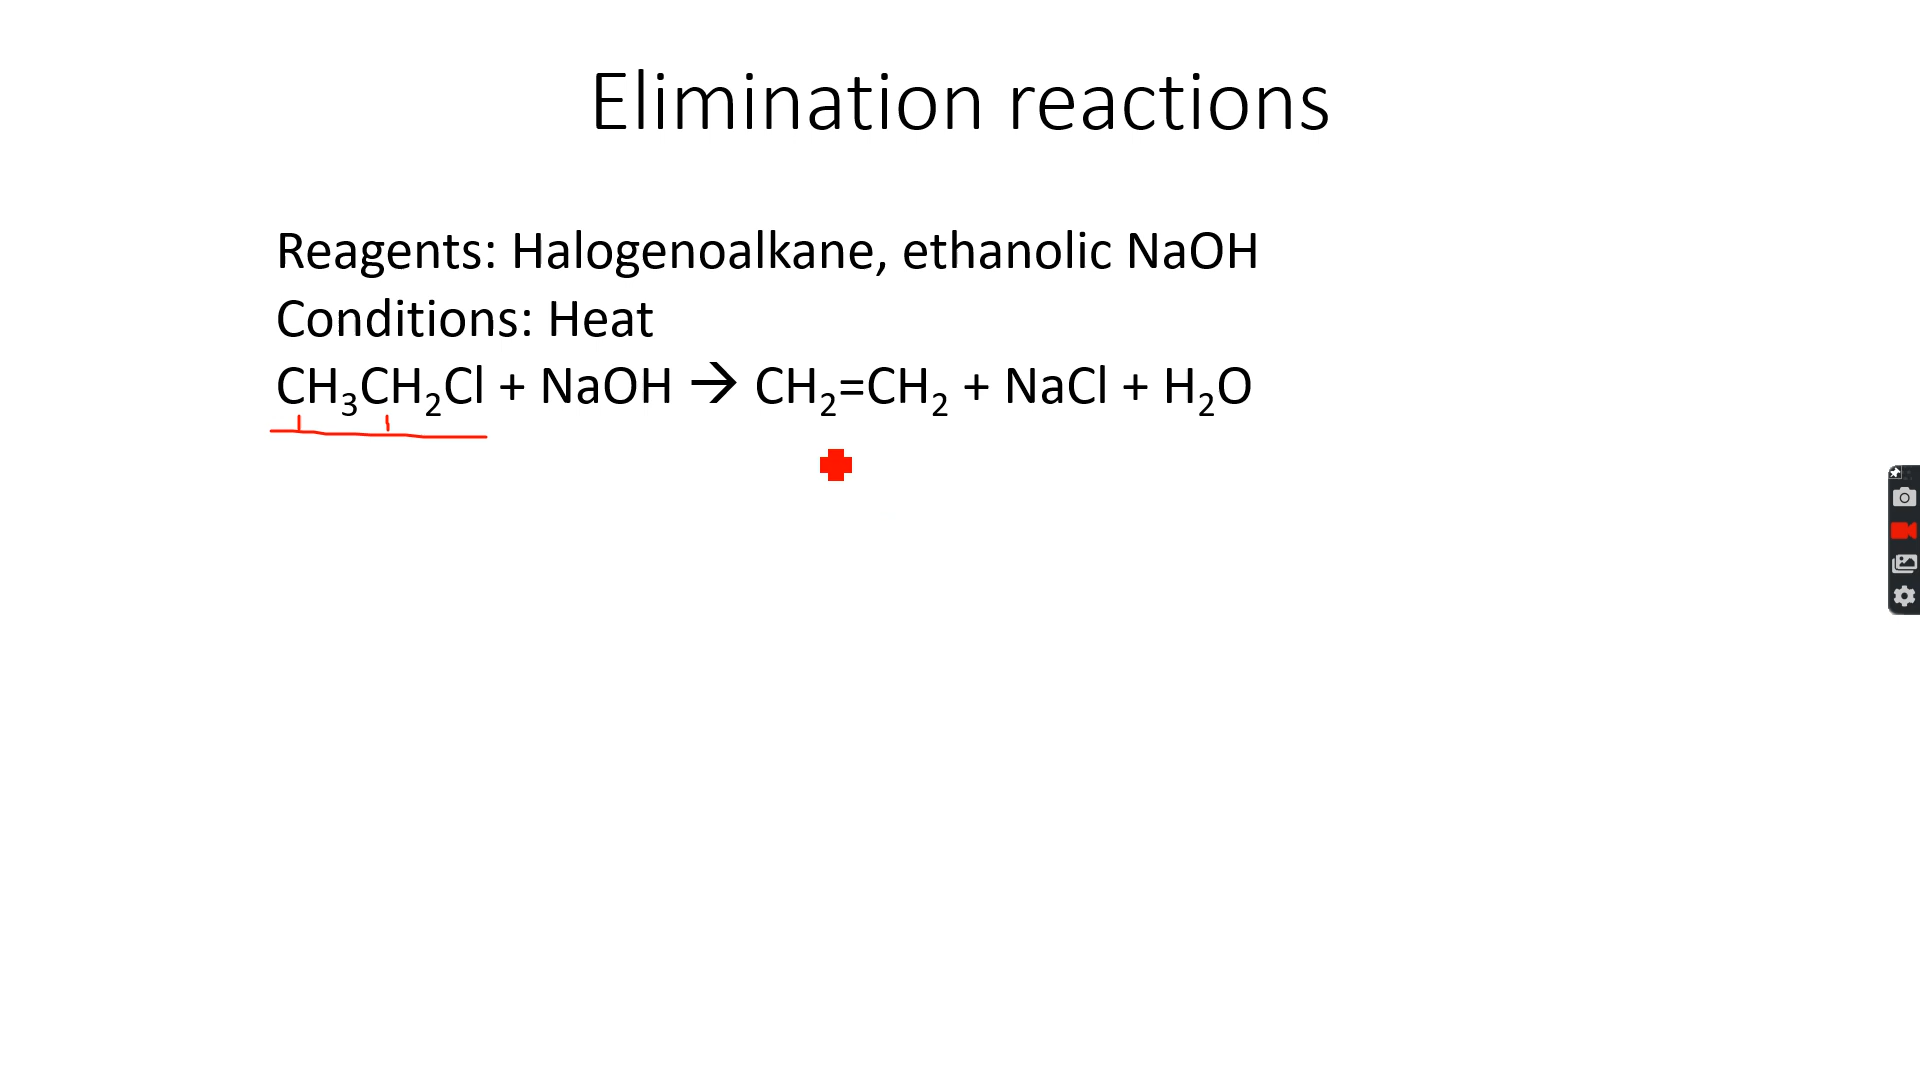 Elimination reactions
Reagents: Halogenoalkane, ethanolic NaOH
Conditions: Heat
CH₃CH₂Cl + NaOH → CH₂=CH₂ + NaCl + H₂O